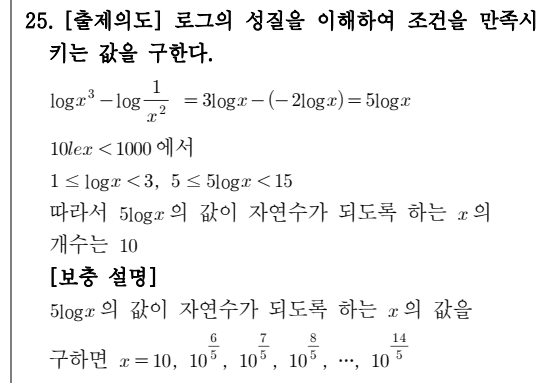 25. [출제의도] 로그의 성질을 이해하여 조건을 만족시
키는 값을 구한다.
logx³ − log 1/x² = 3logx − (−2logx) = 5logx
10lex < 1000 에서
1 ≤ logx < 3, 5 ≤ 5logx < 15
따라서 5logx 의 값이 자연수가 되도록 하는 x 의
개수는 10
[보충 설명]
5logx 의 값이 자연수가 되도록 하는 x 의 값을
구하면 x = 10, 10^(6/5), 10^(7/5), 10^(8/5), ⋯, 10^(14/5)